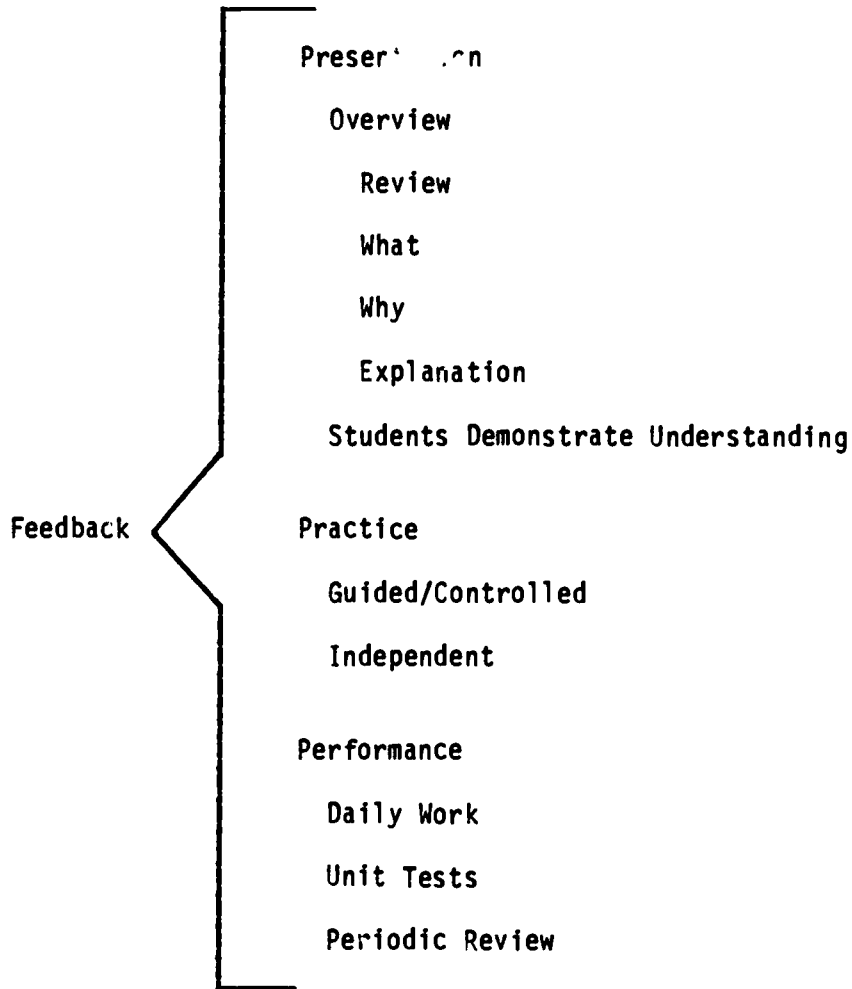 Overview
Review
What
Why
Explanation
Students Demonstrate Understanding
Feedback
Practice
Guided/Controlled
Independent
Performance
Daily Work
Unit Tests
Periodic Review